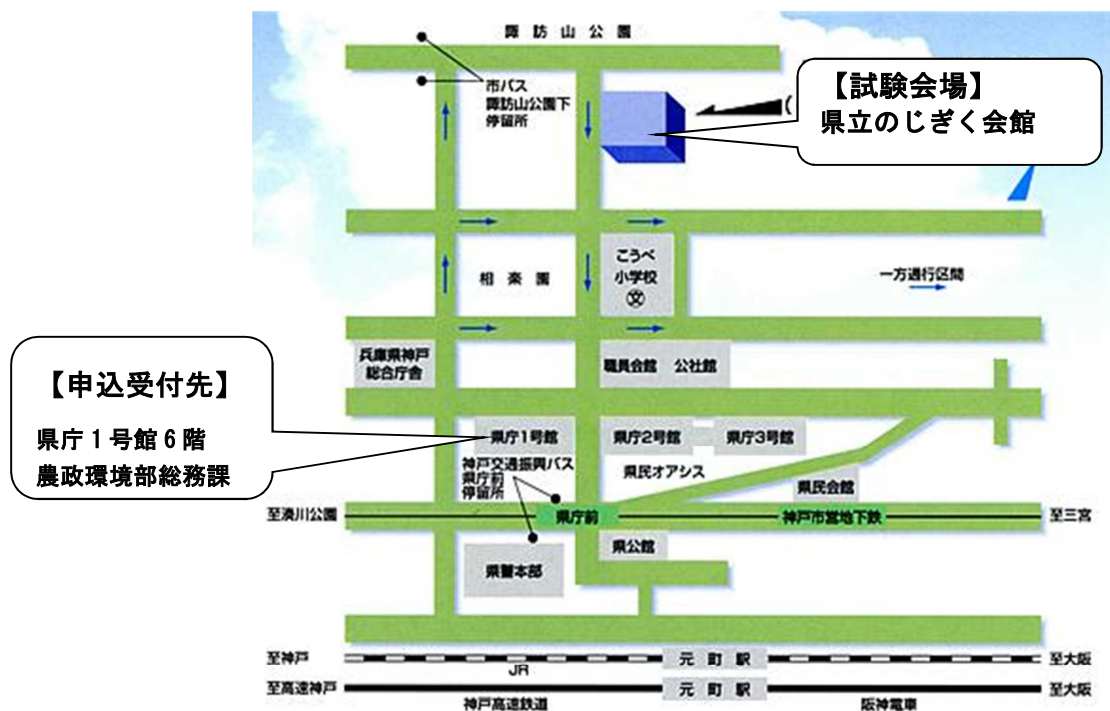 諏訪山公園
市バス
諏訪山公園下
停留所
【試験会場】
県立のじぎく会館
こうべ
小学校
文
相楽園
一方通行区間
兵庫県神戸
総合庁舎
職員会館 公社館
【申込受付先】
県庁1号館6階
農政環境部総務課
県庁1号館
県庁2号館
県庁3号館
神戸交通振興バス
県庁前
停留所
県民オアシス
県民会館
至湊川公園
県庁前
神戸市営地下鉄
至三宮
県公館
県警本部
至神戸
JR
元町駅
至大阪
至高速神戸
神戸高速鉄道
元町駅
阪神電車
至大阪